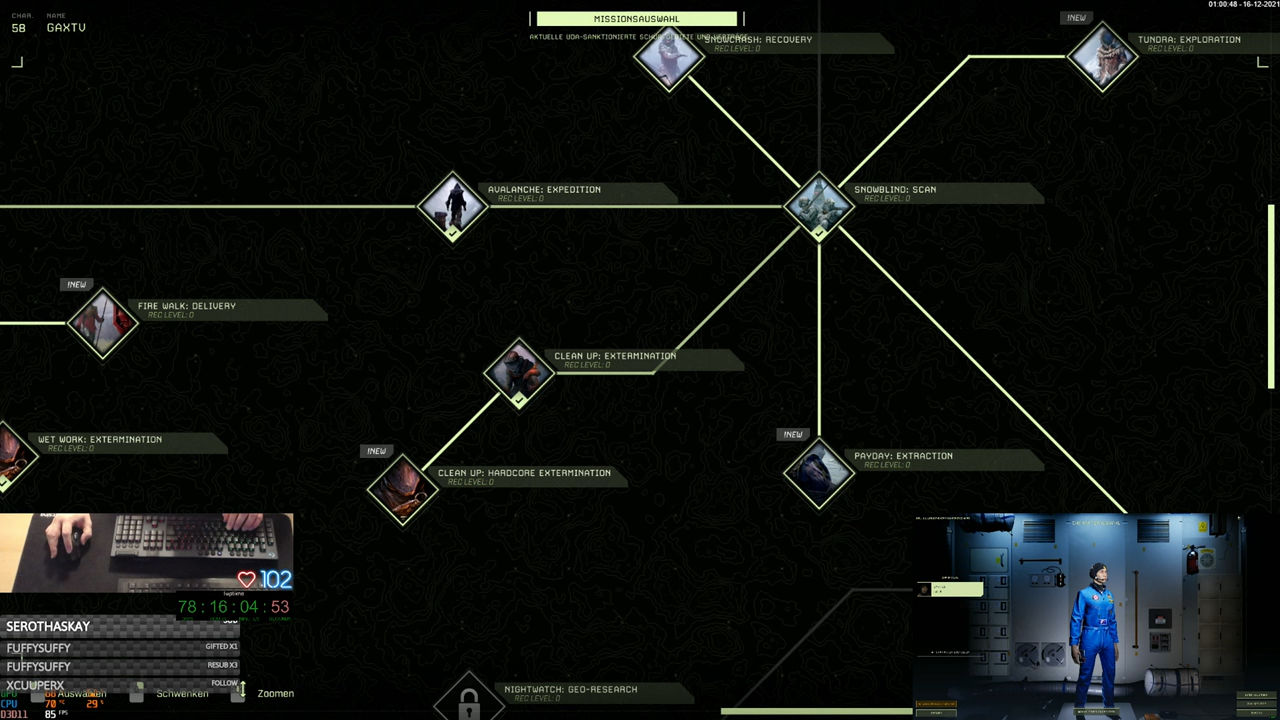 CHAR. NAME
58 GAXTV
MISSIONSAUSWAHL
01:00:48 - 16-12-2021
!NEW
SNOWCRASH: RECOVERY
REC LEVEL: 0
TUNDRA: EXPLORATION
AVALANCHE: EXPEDITION
REC LEVEL: 0
SNOWBLIND: SCAN
REC LEVEL: 0
!NEW
FIRE WALK: DELIVERY
REC LEVEL: 0
CLEAN UP: EXTERMINATION
REC LEVEL: 0
WET WORK: EXTERMINATION
REC LEVEL: 0
!NEW
CLEAN UP: HARDCORE EXTERMINATION
REC LEVEL: 0
!NEW
PAYDAY: EXTRACTION
REC LEVEL: 0
102
78:16:04:53
SEROTHASKAY SUB
FUFFYSUFFY GIFTED X1
FUFFYSUFFY RESUB X3
XCUUPERX FOLLOW
Auswählen Schwenken Zoomen
CPU 70 °C 29 %
D3D11 85 FPS
NIGHTWATCH: GEO-RESEARCH
REC LEVEL: 0